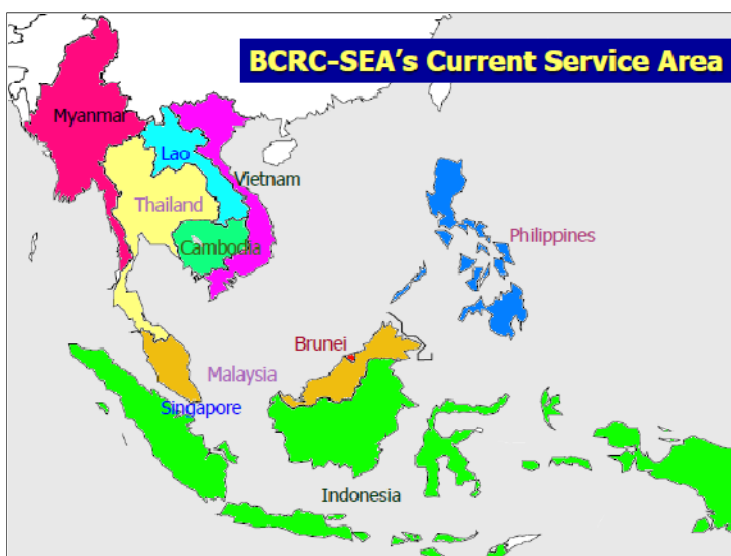 BCRC-SEA's Current Service Area
Myanmar
Lao
Vietnam
Thailand
Cambodia
Philippines
Brunei
Malaysia
Singapore
Indonesia